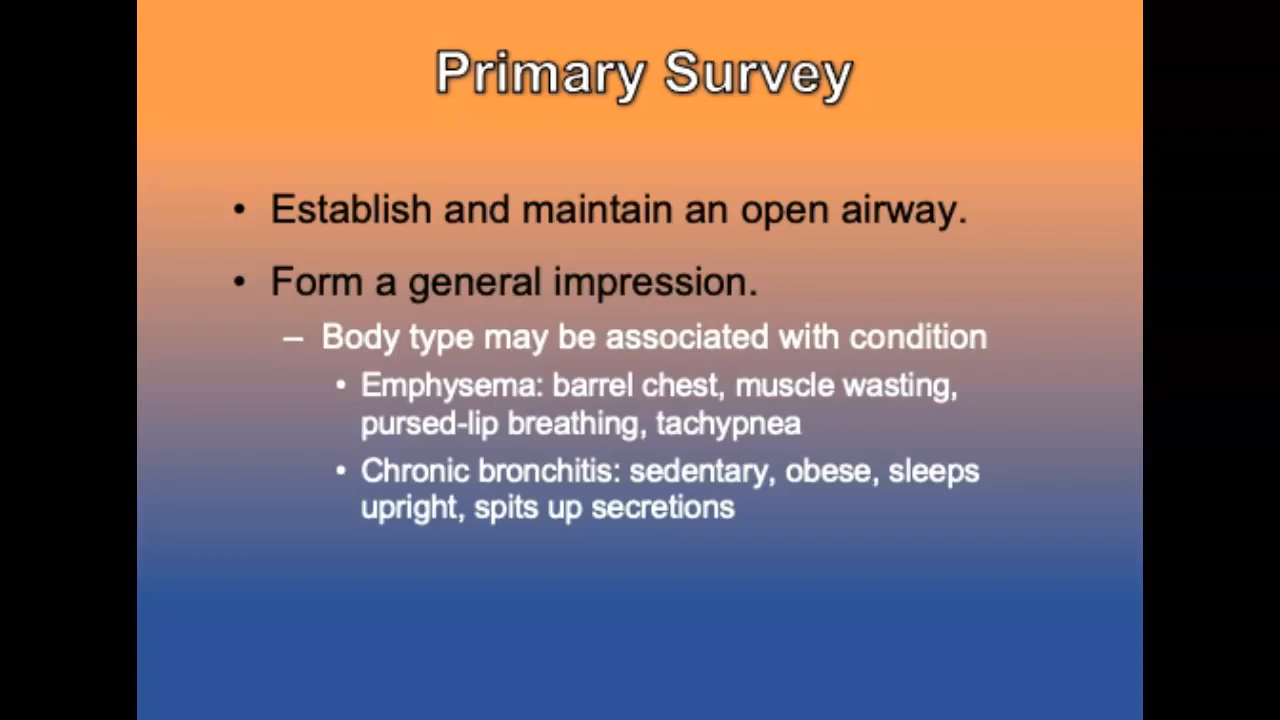 Primary Survey
• Establish and maintain an open airway.
• Form a general impression.
– Body type may be associated with condition
• Emphysema: barrel chest, muscle wasting,
pursed-lip breathing, tachypnea
• Chronic bronchitis: sedentary, obese, sleeps
upright, spits up secretions